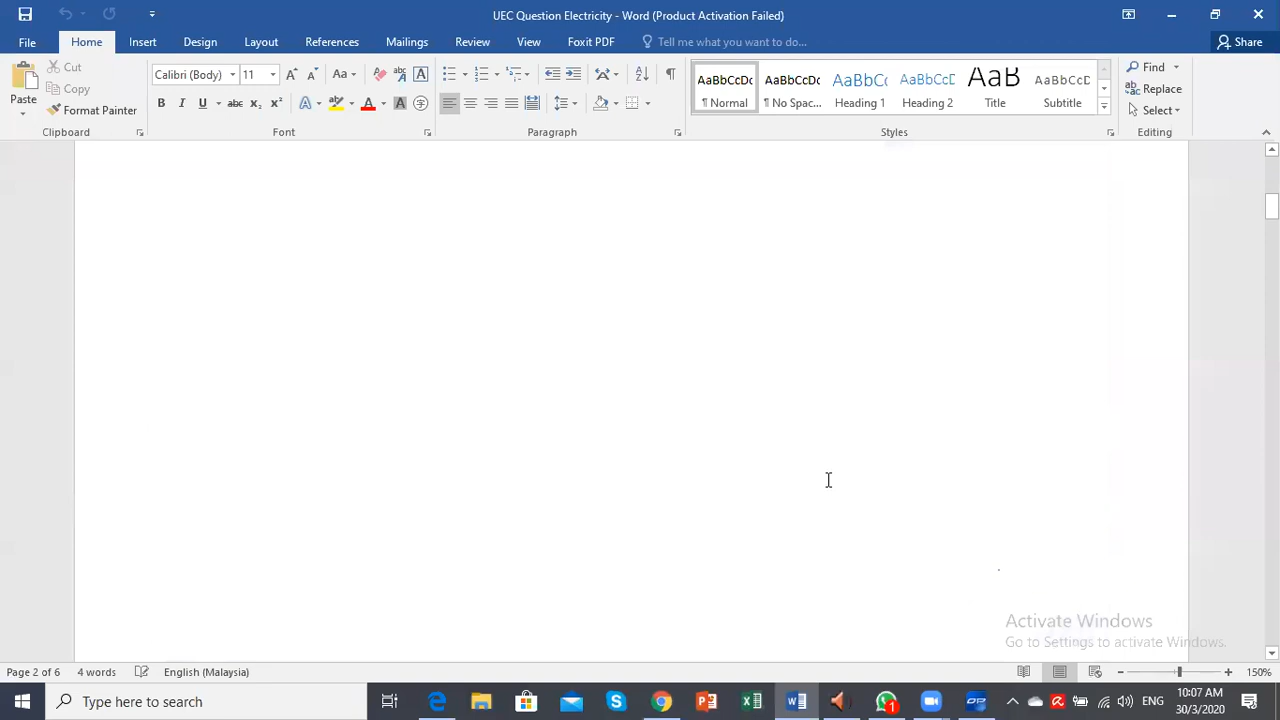 UEC Question Electricity - Word (Product Activation Failed)
File Home Insert Design Layout References Mailings Review View Foxit PDF Tell me what you want to do... Share
Cut
Copy
Paste
Format Painter
Clipboard
Calibri (Body) 11
Font
Paragraph
AaBbCcDc AaBbCcDc AaBbCc AaBbCcD AaB AaBbCcD
¶ Normal ¶ No Spac... Heading 1 Heading 2 Title Subtitle
Styles
Find
Replace
Select
Editing
Activate Windows
Go to Settings to activate Windows.
Page 2 of 6 4 words English (Malaysia) 150%
Type here to search
1
ENG
10:07 AM
30/3/2020